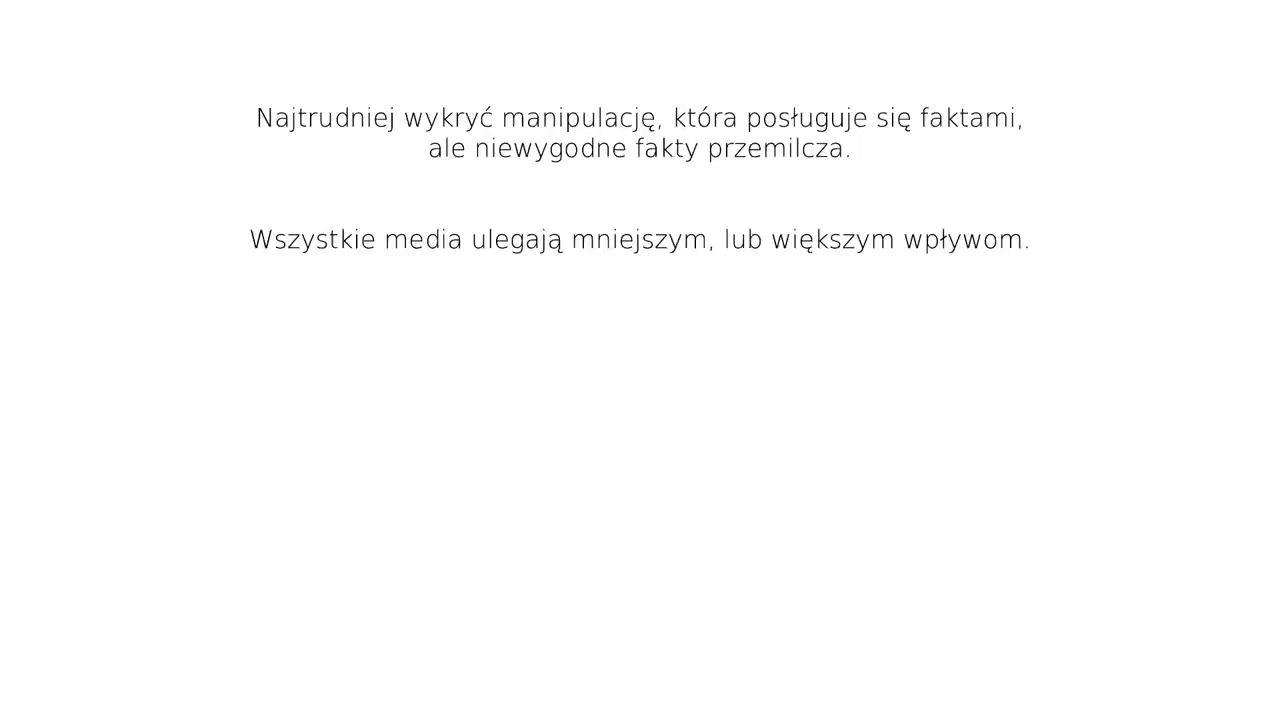 Najtrudniej wykryć manipulację, która posługuje się faktami,
ale niewygodne fakty przemilcza.
Wszystkie media ulegają mniejszym, lub większym wpływom.